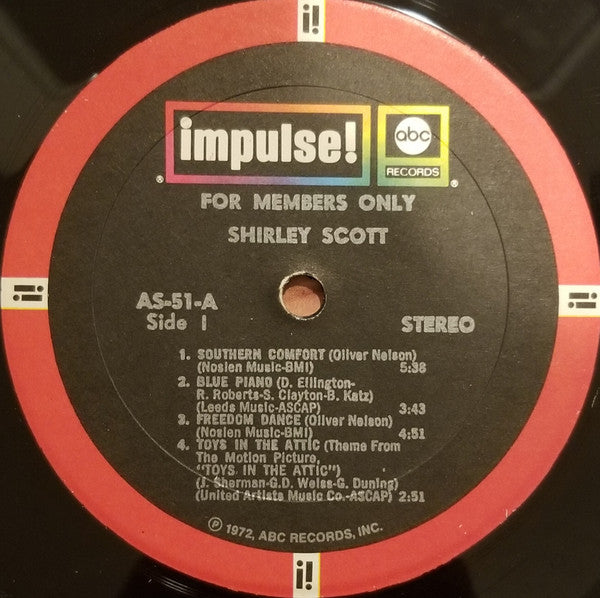 i!
impulse!
abc
RECORDS
®
®
FOR MEMBERS ONLY
SHIRLEY SCOTT
i!
i!
AS-51-A
Side 1
STEREO
1. SOUTHERN COMFORT (Oliver Nelson)
(Noslen Music-BMI) 5:38
2. BLUE PIANO (D. Ellington-
R. Roberts-S. Clayton-B. Katz)
(Leeds Music-ASCAP) 3:43
3. FREEDOM DANCE (Oliver Nelson)
(Noslen Music-BMI) 4:51
4. TOYS IN THE ATTIC (Theme From
The Motion Picture,
"TOYS IN THE ATTIC")
(J. Sherman-G.D. Weiss-G. Duning)
(United Artists Music Co.-ASCAP) 2:51
℗ 1972, ABC RECORDS, INC.
i!